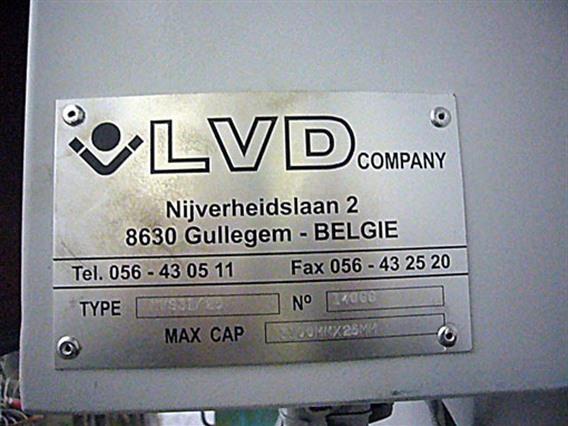 LVD COMPANY
Nijverheidslaan 2
8630 Gullegem - BELGIE
Tel. 056 - 43 05 11 Fax 056 - 43 25 20
TYPE Nº
MAX CAP